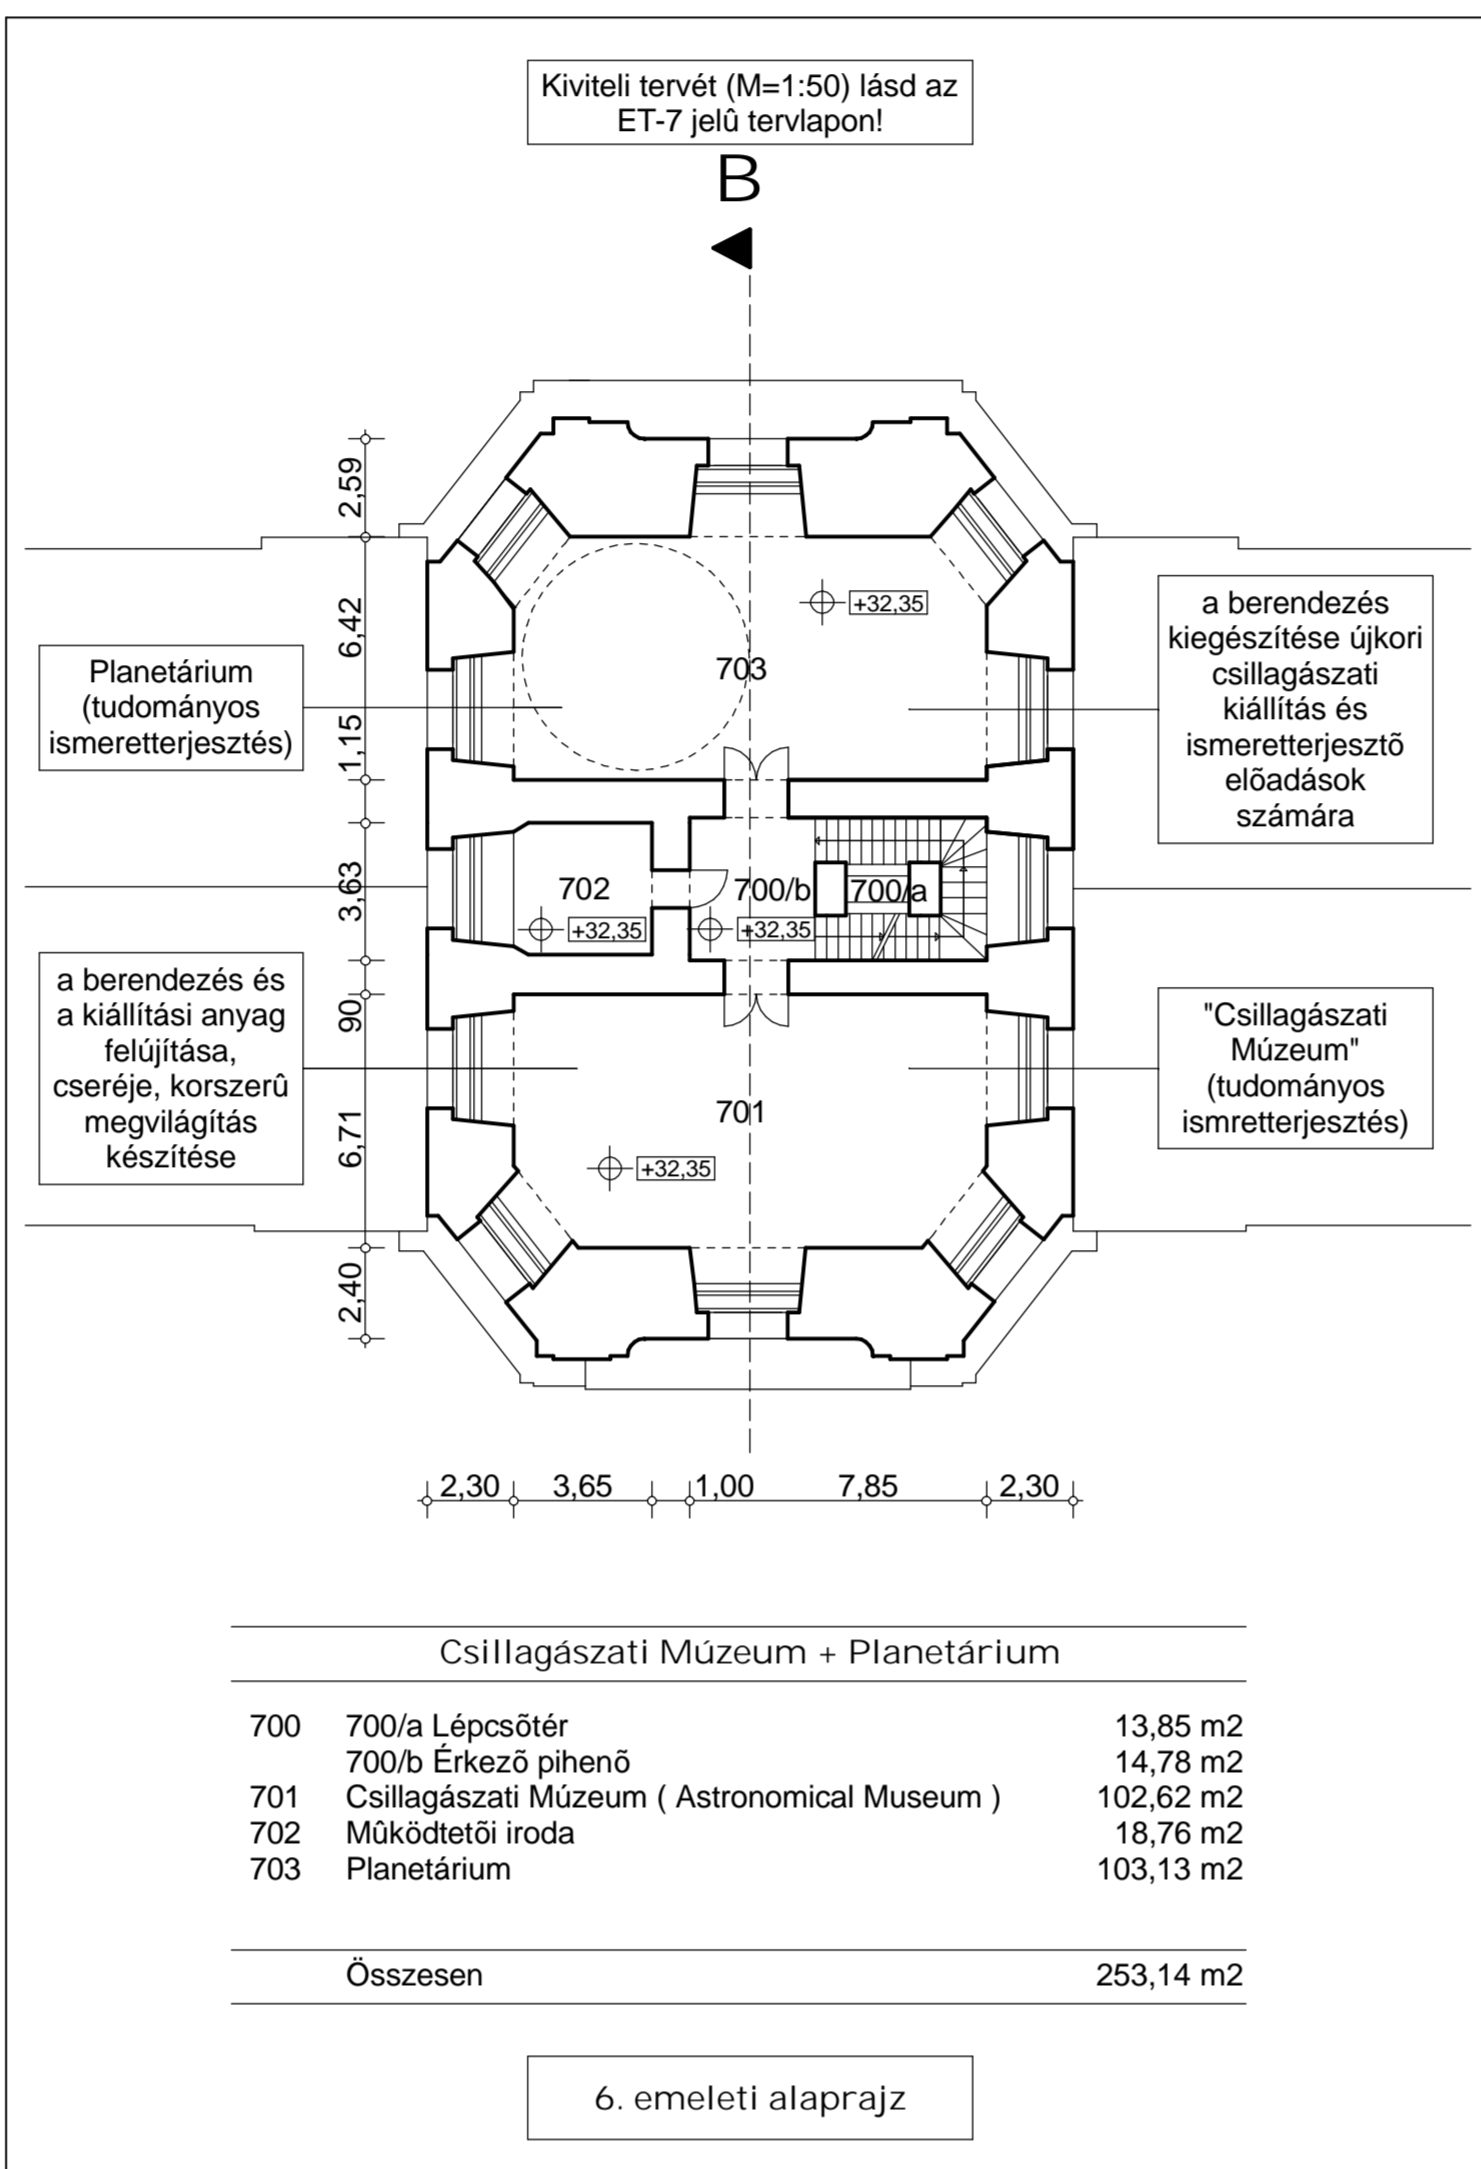 Kiviteli tervét (M=1:50) lásd az
ET-7 jelû tervlapon!
B
2,59
6,42
1,15
3,63
90
6,71
2,40
Planetárium
(tudományos
ismeretterjesztés)
a berendezés
kiegészítése újkori
csillagászati
kiállítás és
ismeretterjesztõ
elõadások
számára
+32,35
703
702
+32,35
700/b
700/a
+32,35
a berendezés és
a kiállítási anyag
felújítása,
cseréje, korszerû
megvilágítás
készítése
"Csillagászati
Múzeum"
(tudományos
ismretterjesztés)
701
+32,35
2,30 3,65 1,00 7,85 2,30
Csillagászati Múzeum + Planetárium
700 700/a Lépcsõtér 13,85 m2
700/b Érkezõ pihenõ 14,78 m2
701 Csillagászati Múzeum ( Astronomical Museum ) 102,62 m2
702 Mûködtetõi iroda 18,76 m2
703 Planetárium 103,13 m2
Összesen 253,14 m2
6. emeleti alaprajz